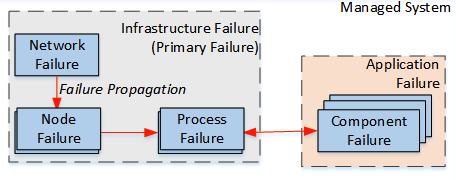 Managed System
Infrastructure Failure
(Primary Failure)
Network
Failure
Failure Propagation
Node
Failure
Process
Failure
Application
Failure
Component
Failure